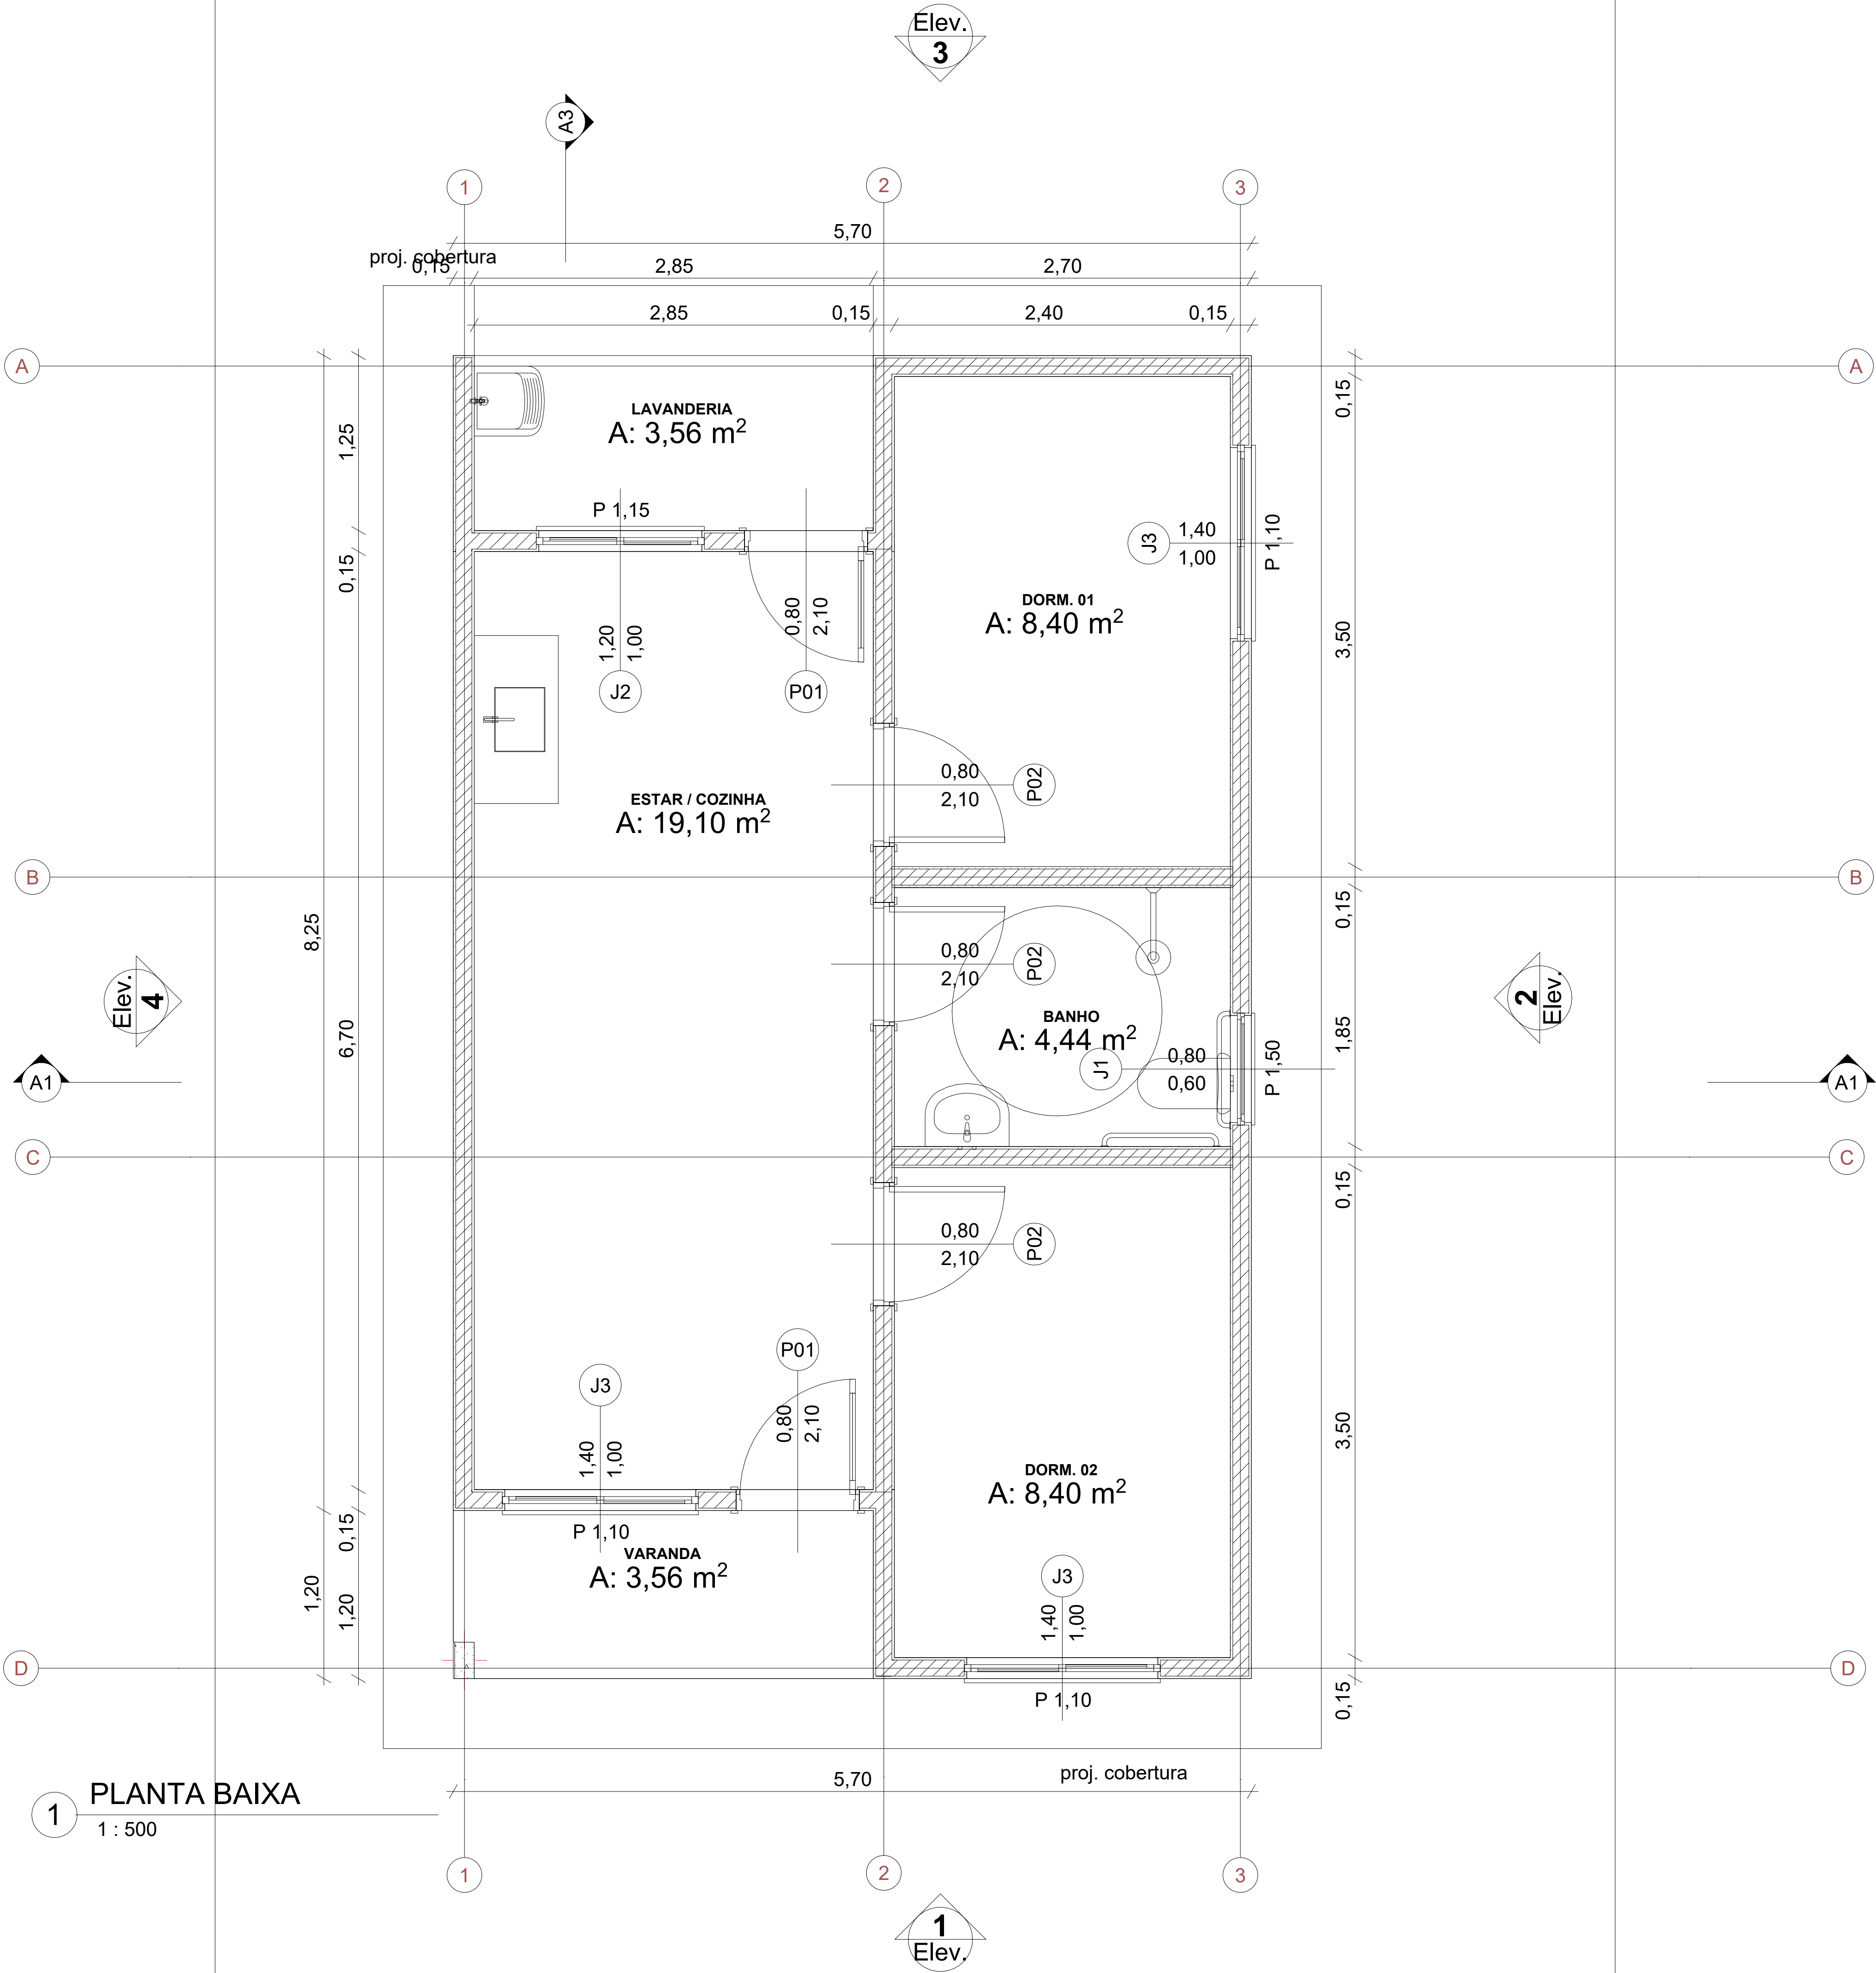 Elev.
3
A3
1
2
3
5,70
proj. cobertura
0,15
2,85
2,70
2,85
0,15
2,40
0,15
A
A
LAVANDERIA
A: 3,56 m²
1,25
0,15
P 1,15
0,15
J3
1,40
1,00
P 1,10
DORM. 01
A: 8,40 m²
0,80
2,10
1,20
1,00
3,50
J2
P01
0,80
2,10
P02
ESTAR / COZINHA
A: 19,10 m²
B
B
0,15
8,25
0,80
2,10
P02
Elev.
4
2
Elev.
BANHO
A: 4,44 m²
6,70
1,85
J1
0,80
0,60
P 1,50
A1
A1
C
C
0,15
0,80
2,10
P02
P01
J3
0,80
2,10
1,40
1,00
3,50
DORM. 02
A: 8,40 m²
P 1,10
0,15
VARANDA
A: 3,56 m²
1,20
1,20
J3
1,40
1,00
D
D
P 1,10
0,15
5,70
proj. cobertura
1
PLANTA BAIXA
1 : 500
1
2
3
1
Elev.